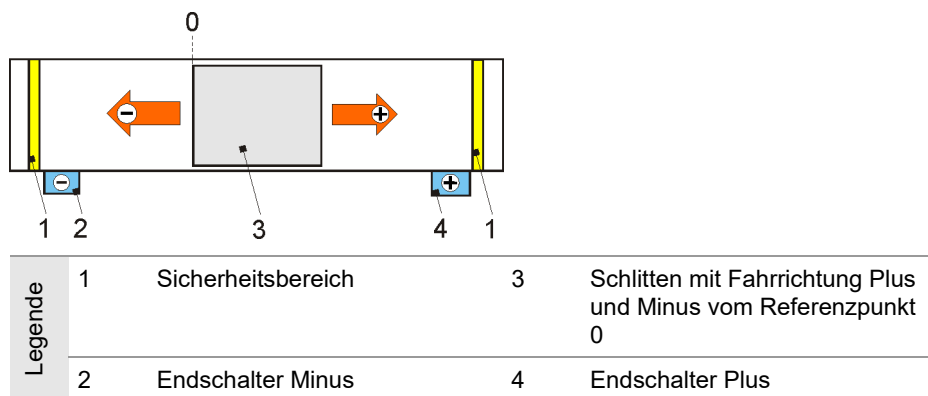 0
− +
− +
1 2 3 4 1
Legende
1 Sicherheitsbereich 3 Schlitten mit Fahrrichtung Plus
und Minus vom Referenzpunkt
0
2 Endschalter Minus 4 Endschalter Plus